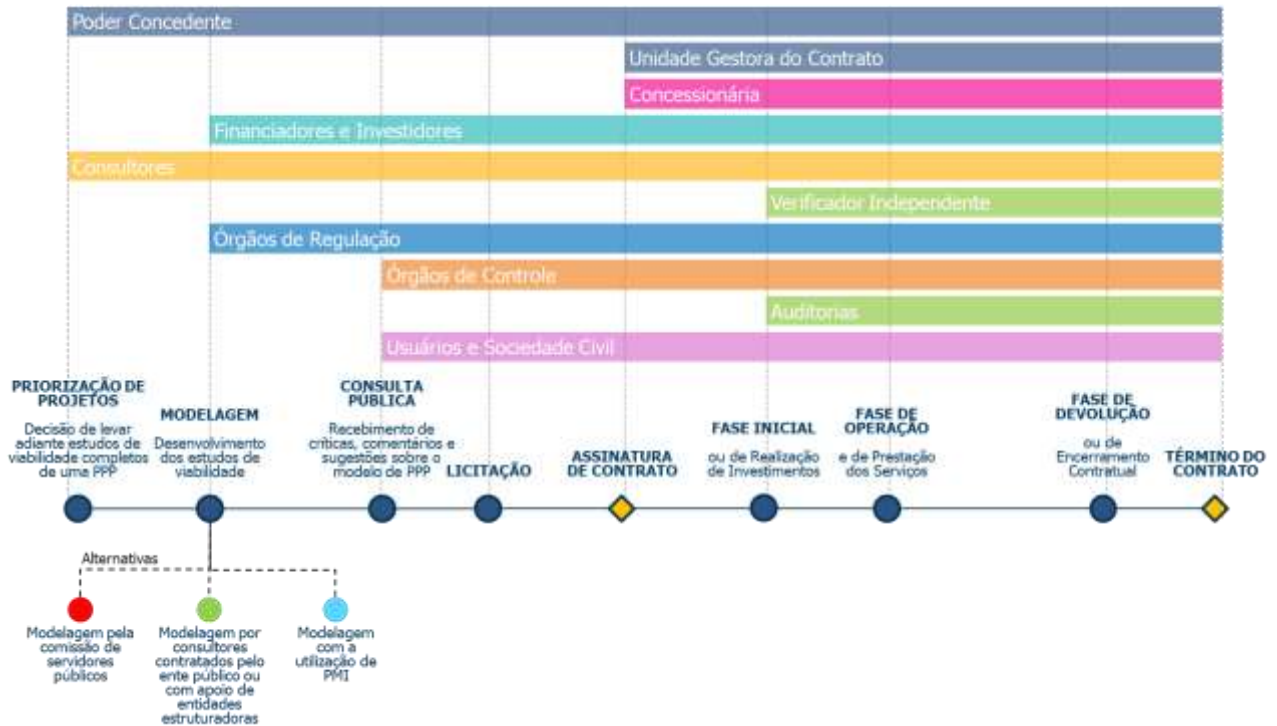 Poder Concedente
Unidade Gestora do Contrato
Concessionária
Financiadores e Investidores
Consultores
Verificador Independente
Órgãos de Regulação
Órgãos de Controle
Auditorias
Usuários e Sociedade Civil
PRIORIZAÇÃO DE
PROJETOS
Decisão de levar
adiante estudos de
viabilidade completos
de uma PPP
MODELAGEM
Desenvolvimento
dos estudos de
viabilidade
CONSULTA
PÚBLICA
Recebimento de
críticas, comentários e
sugestões sobre o
modelo de PPP
LICITAÇÃO
ASSINATURA
DE CONTRATO
FASE INICIAL
ou de Realização
de Investimentos
FASE DE
OPERAÇÃO
e de Prestação
dos Serviços
FASE DE
DEVOLUÇÃO
ou de
Encerramento
Contratual
TÉRMINO DO
CONTRATO
Alternativas
Modelagem pela
comissão de
servidores
públicos
Modelagem por
consultores
contratados pelo
ente público ou
com apoio de
entidades
estruturadoras
Modelagem
com a
utilização de
PMI